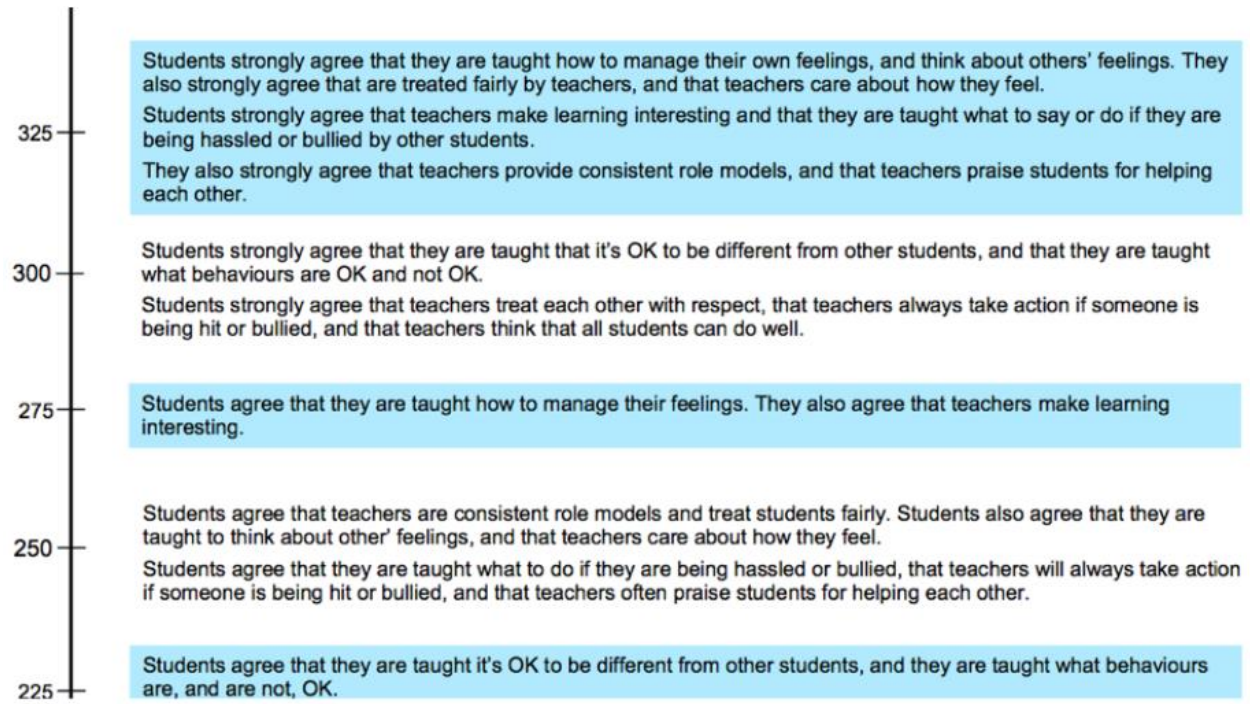 Students strongly agree that they are taught how to manage their own feelings, and think about others' feelings. They
also strongly agree that are treated fairly by teachers, and that teachers care about how they feel.
325
Students strongly agree that teachers make learning interesting and that they are taught what to say or do if they are
being hassled or bullied by other students.
They also strongly agree that teachers provide consistent role models, and that teachers praise students for helping
each other.
Students strongly agree that they are taught that it's OK to be different from other students, and that they are taught
300
what behaviours are OK and not OK.
Students strongly agree that teachers treat each other with respect, that teachers always take action if someone is
being hit or bullied, and that teachers think that all students can do well.
275
Students agree that they are taught how to manage their feelings. They also agree that teachers make learning
interesting.
Students agree that teachers are consistent role models and treat students fairly. Students also agree that they are
taught to think about other' feelings, and that teachers care about how they feel.
250
Students agree that they are taught what to do if they are being hassled or bullied, that teachers will always take action
if someone is being hit or bullied, and that teachers often praise students for helping each other.
Students agree that they are taught it's OK to be different from other students, and they are taught what behaviours
225
are, and are not, OK.